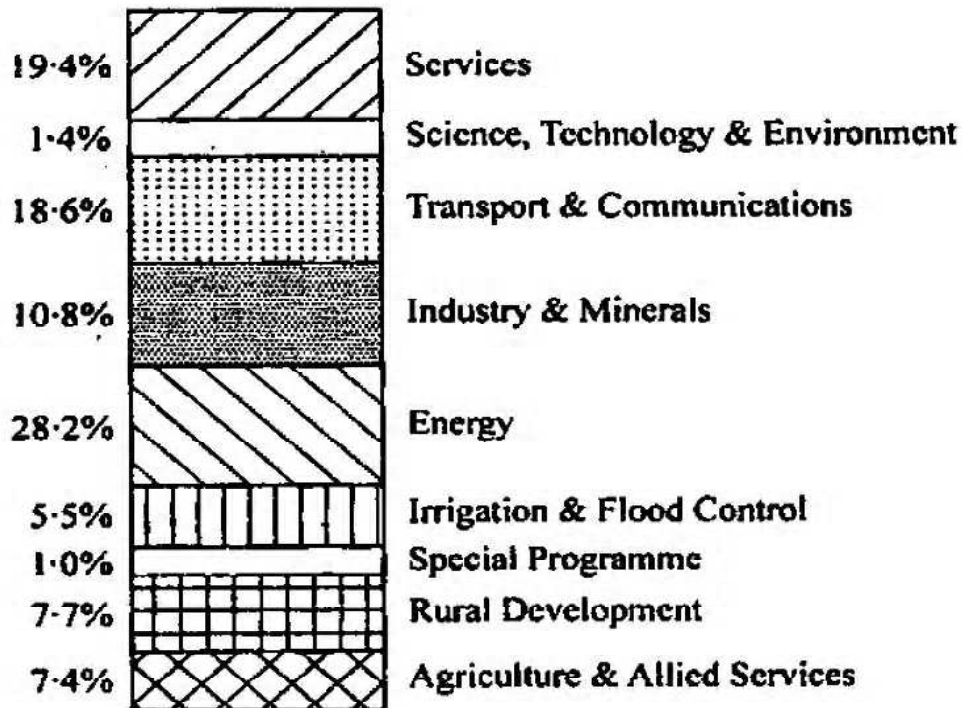 19·4% Services
1·4% Science, Technology & Environment
18·6% Transport & Communications
10·8% Industry & Minerals
28·2% Energy
5·5% Irrigation & Flood Control
1·0% Special Programme
7·7% Rural Development
7·4% Agriculture & Allied Services